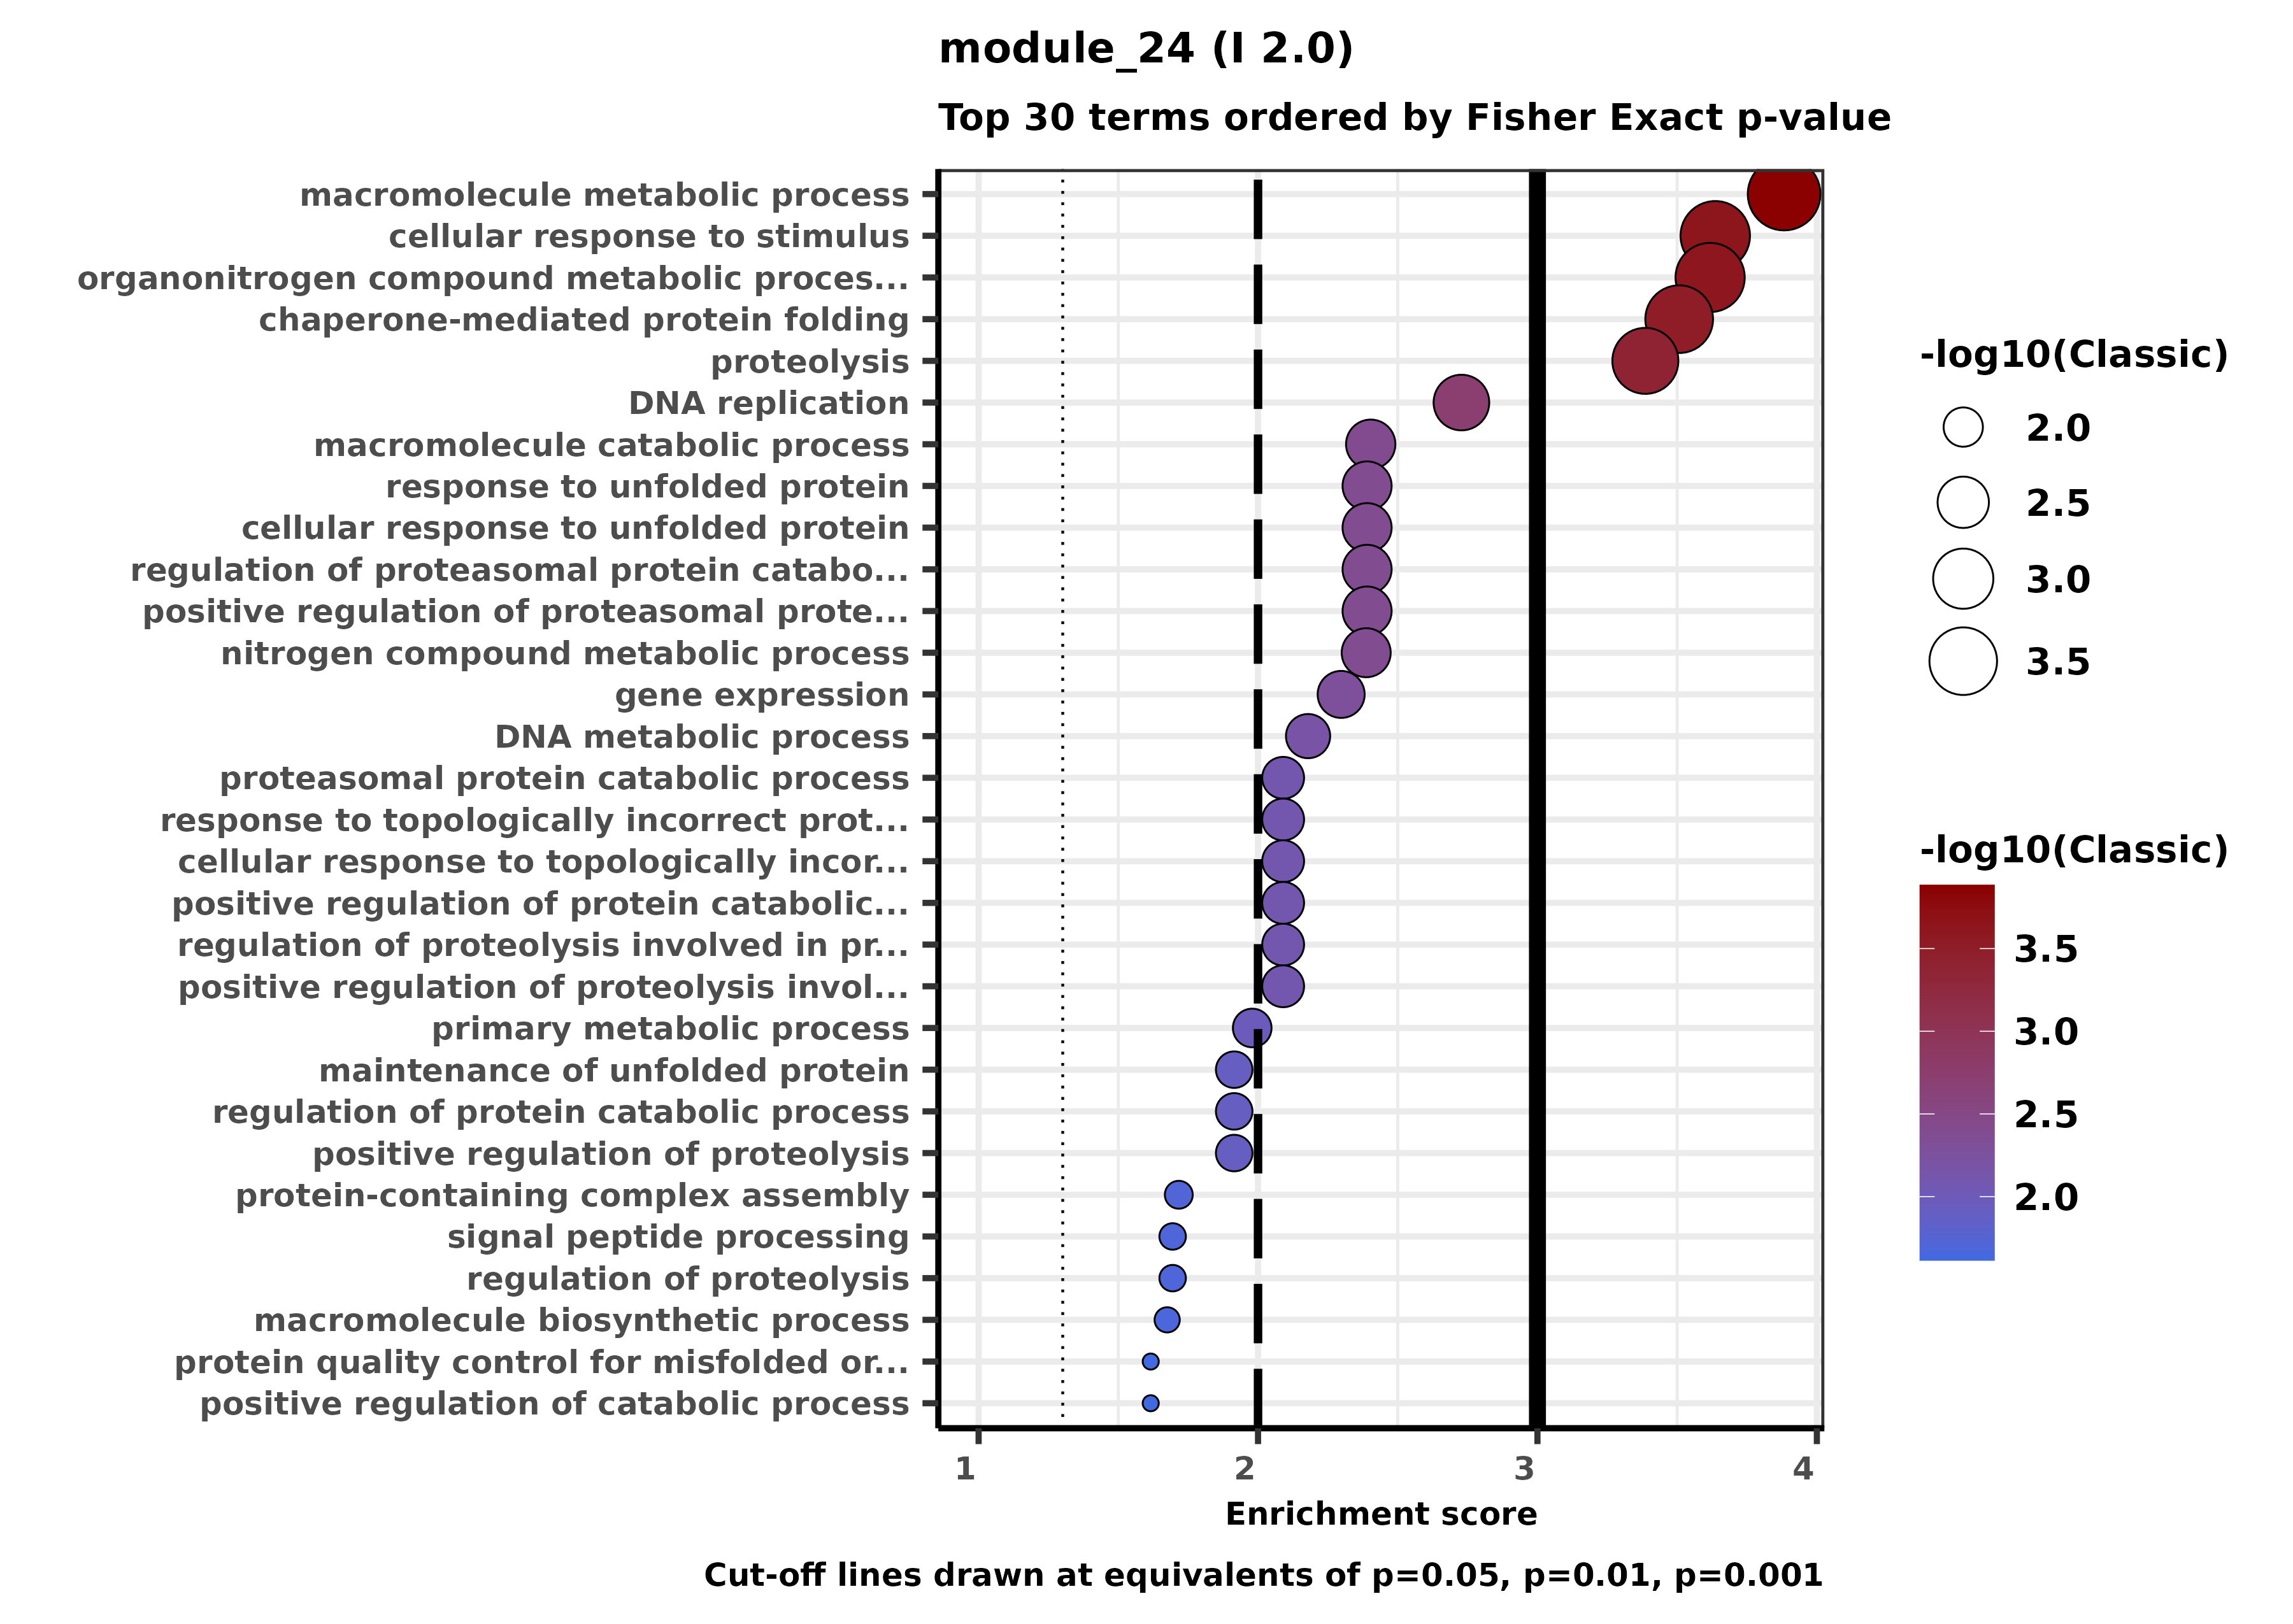 module_24 (I 2.0)
Top 30 terms ordered by Fisher Exact p-value
macromolecule metabolic process
cellular response to stimulus
organonitrogen compound metabolic proces...
chaperone-mediated protein folding
proteolysis
DNA replication
macromolecule catabolic process
response to unfolded protein
cellular response to unfolded protein
regulation of proteasomal protein catabo...
positive regulation of proteasomal prote...
nitrogen compound metabolic process
gene expression
DNA metabolic process
proteasomal protein catabolic process
response to topologically incorrect prot...
cellular response to topologically incor...
positive regulation of protein catabolic...
regulation of proteolysis involved in pr...
positive regulation of proteolysis invol...
primary metabolic process
maintenance of unfolded protein
regulation of protein catabolic process
positive regulation of proteolysis
protein-containing complex assembly
signal peptide processing
regulation of proteolysis
macromolecule biosynthetic process
protein quality control for misfolded or...
positive regulation of catabolic process
1 2 3 4
Enrichment score
Cut-off lines drawn at equivalents of p=0.05, p=0.01, p=0.001
-log10(Classic)
2.0
2.5
3.0
3.5
-log10(Classic)
3.5
3.0
2.5
2.0